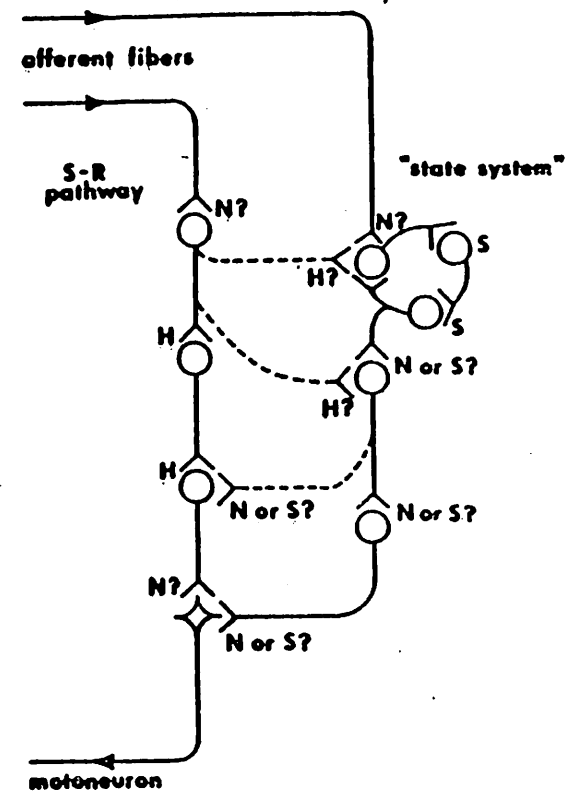 afferent fibers
S-R
pathway
"state system"
N?
N?
S
H?
S
H
N or S?
H?
H
N or S?
N or S?
N?
N or S?
motoneuron